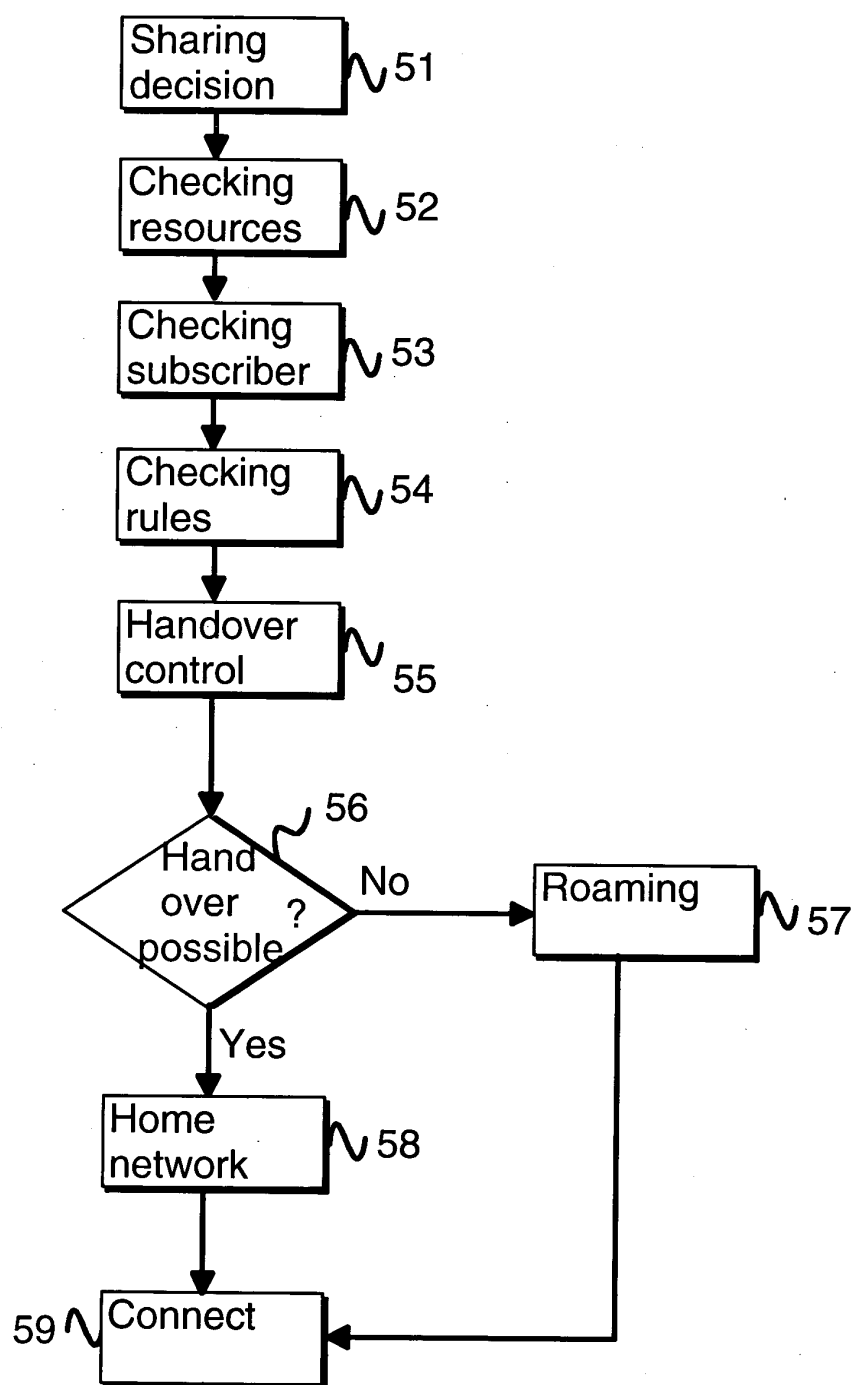 Sharing
decision
51
Checking
resources
52
Checking
subscriber
53
Checking
rules
54
Handover
control
55
56
Hand
over ?
possible
No
Roaming
57
Yes
Home
network
58
59
Connect